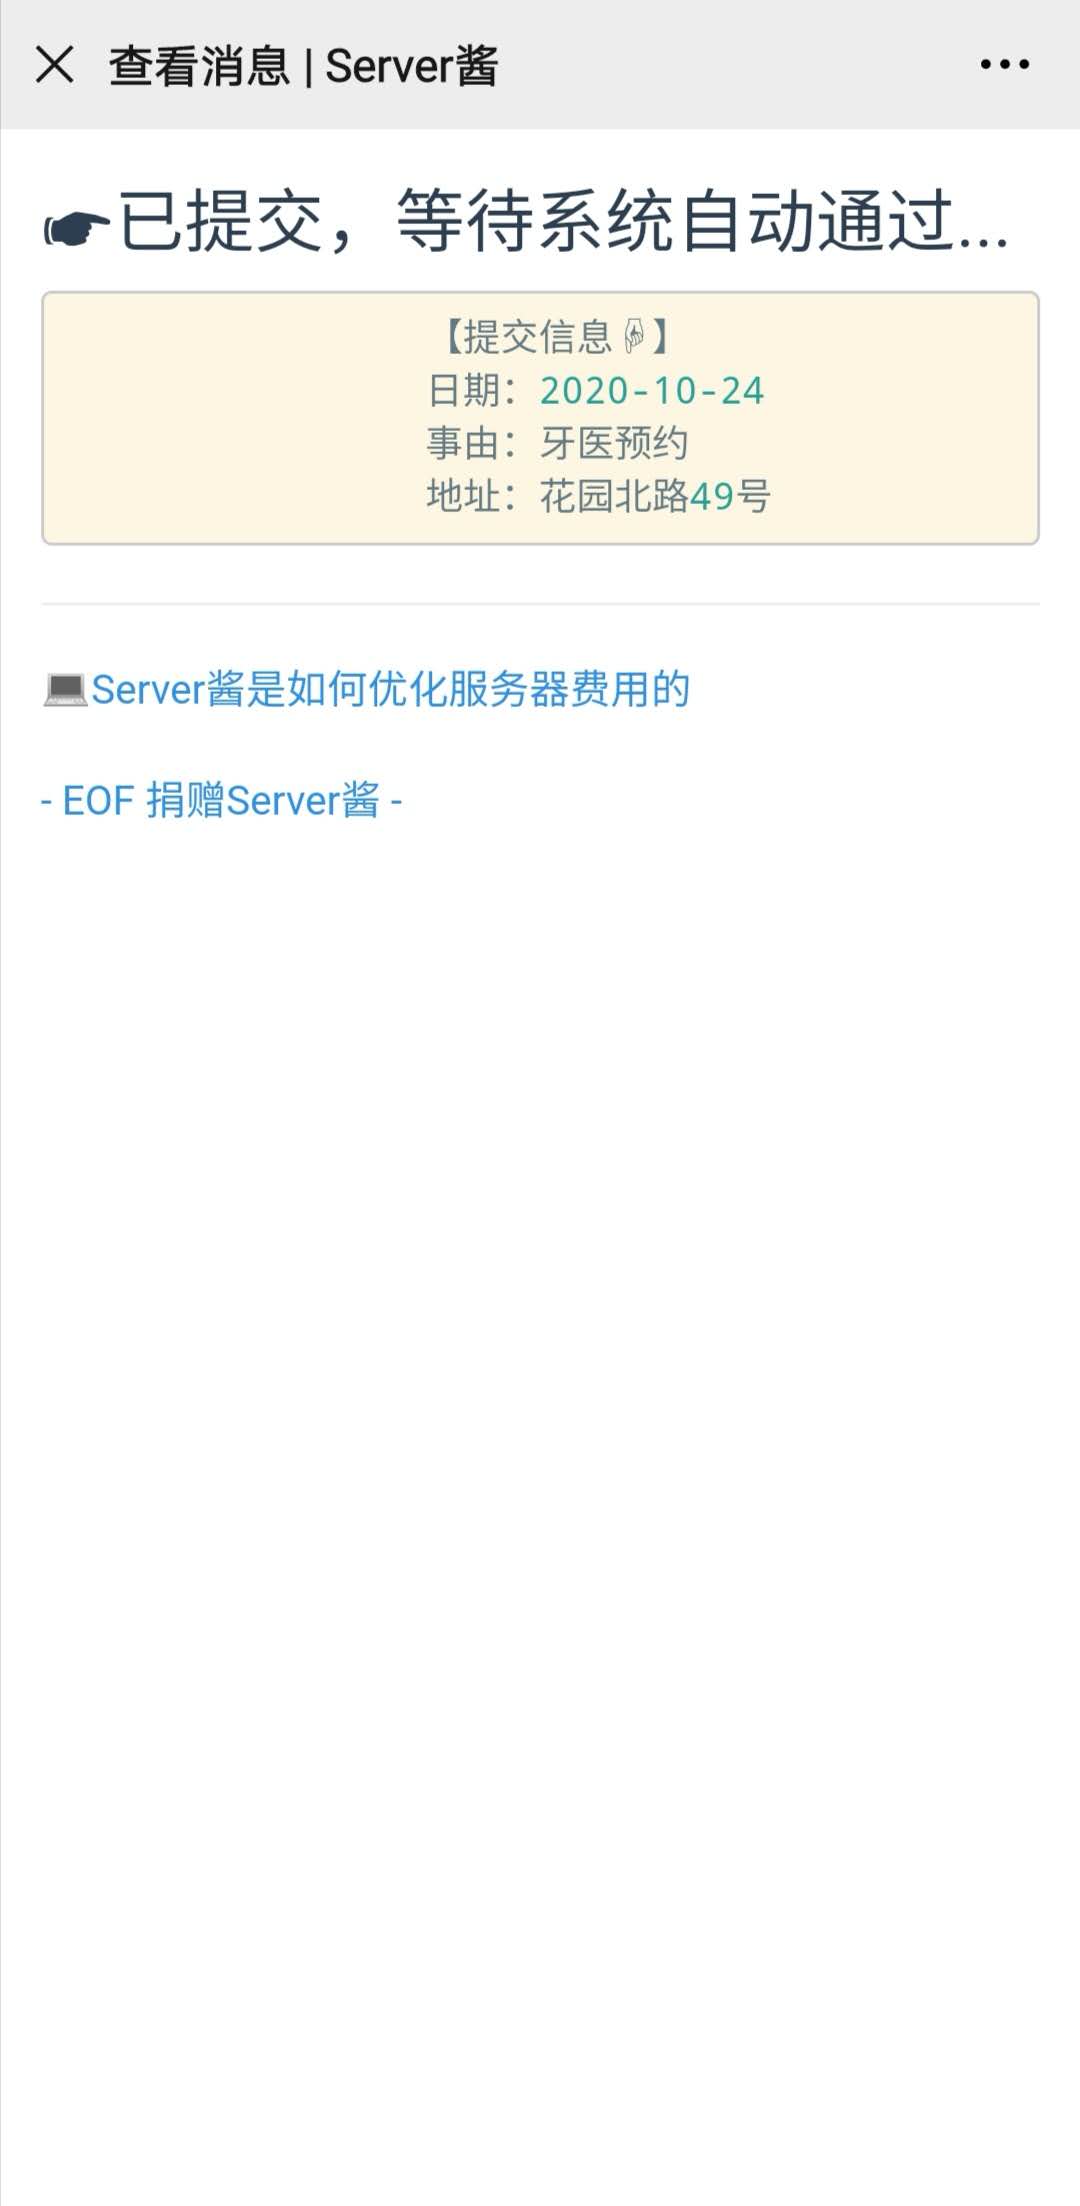 查看消息 | Server酱
👉已提交，等待系统自动通过...
【提交信息☟】
日期：2020-10-24
事由：牙医预约
地址：花园北路49号
💻Server酱是如何优化服务器费用的
- EOF 捐赠Server酱 -